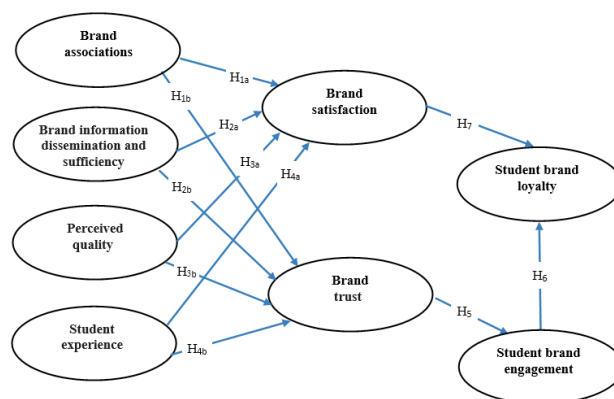 Brand
associations
Brand information
dissemination and
sufficiency
Perceived
quality
Student
experience
H1a
H1b
H2a
H2b
H3a
H3b
H4a
H4b
Brand
satisfaction
Brand
trust
H7
H5
H6
Student brand
loyalty
Student brand
engagement